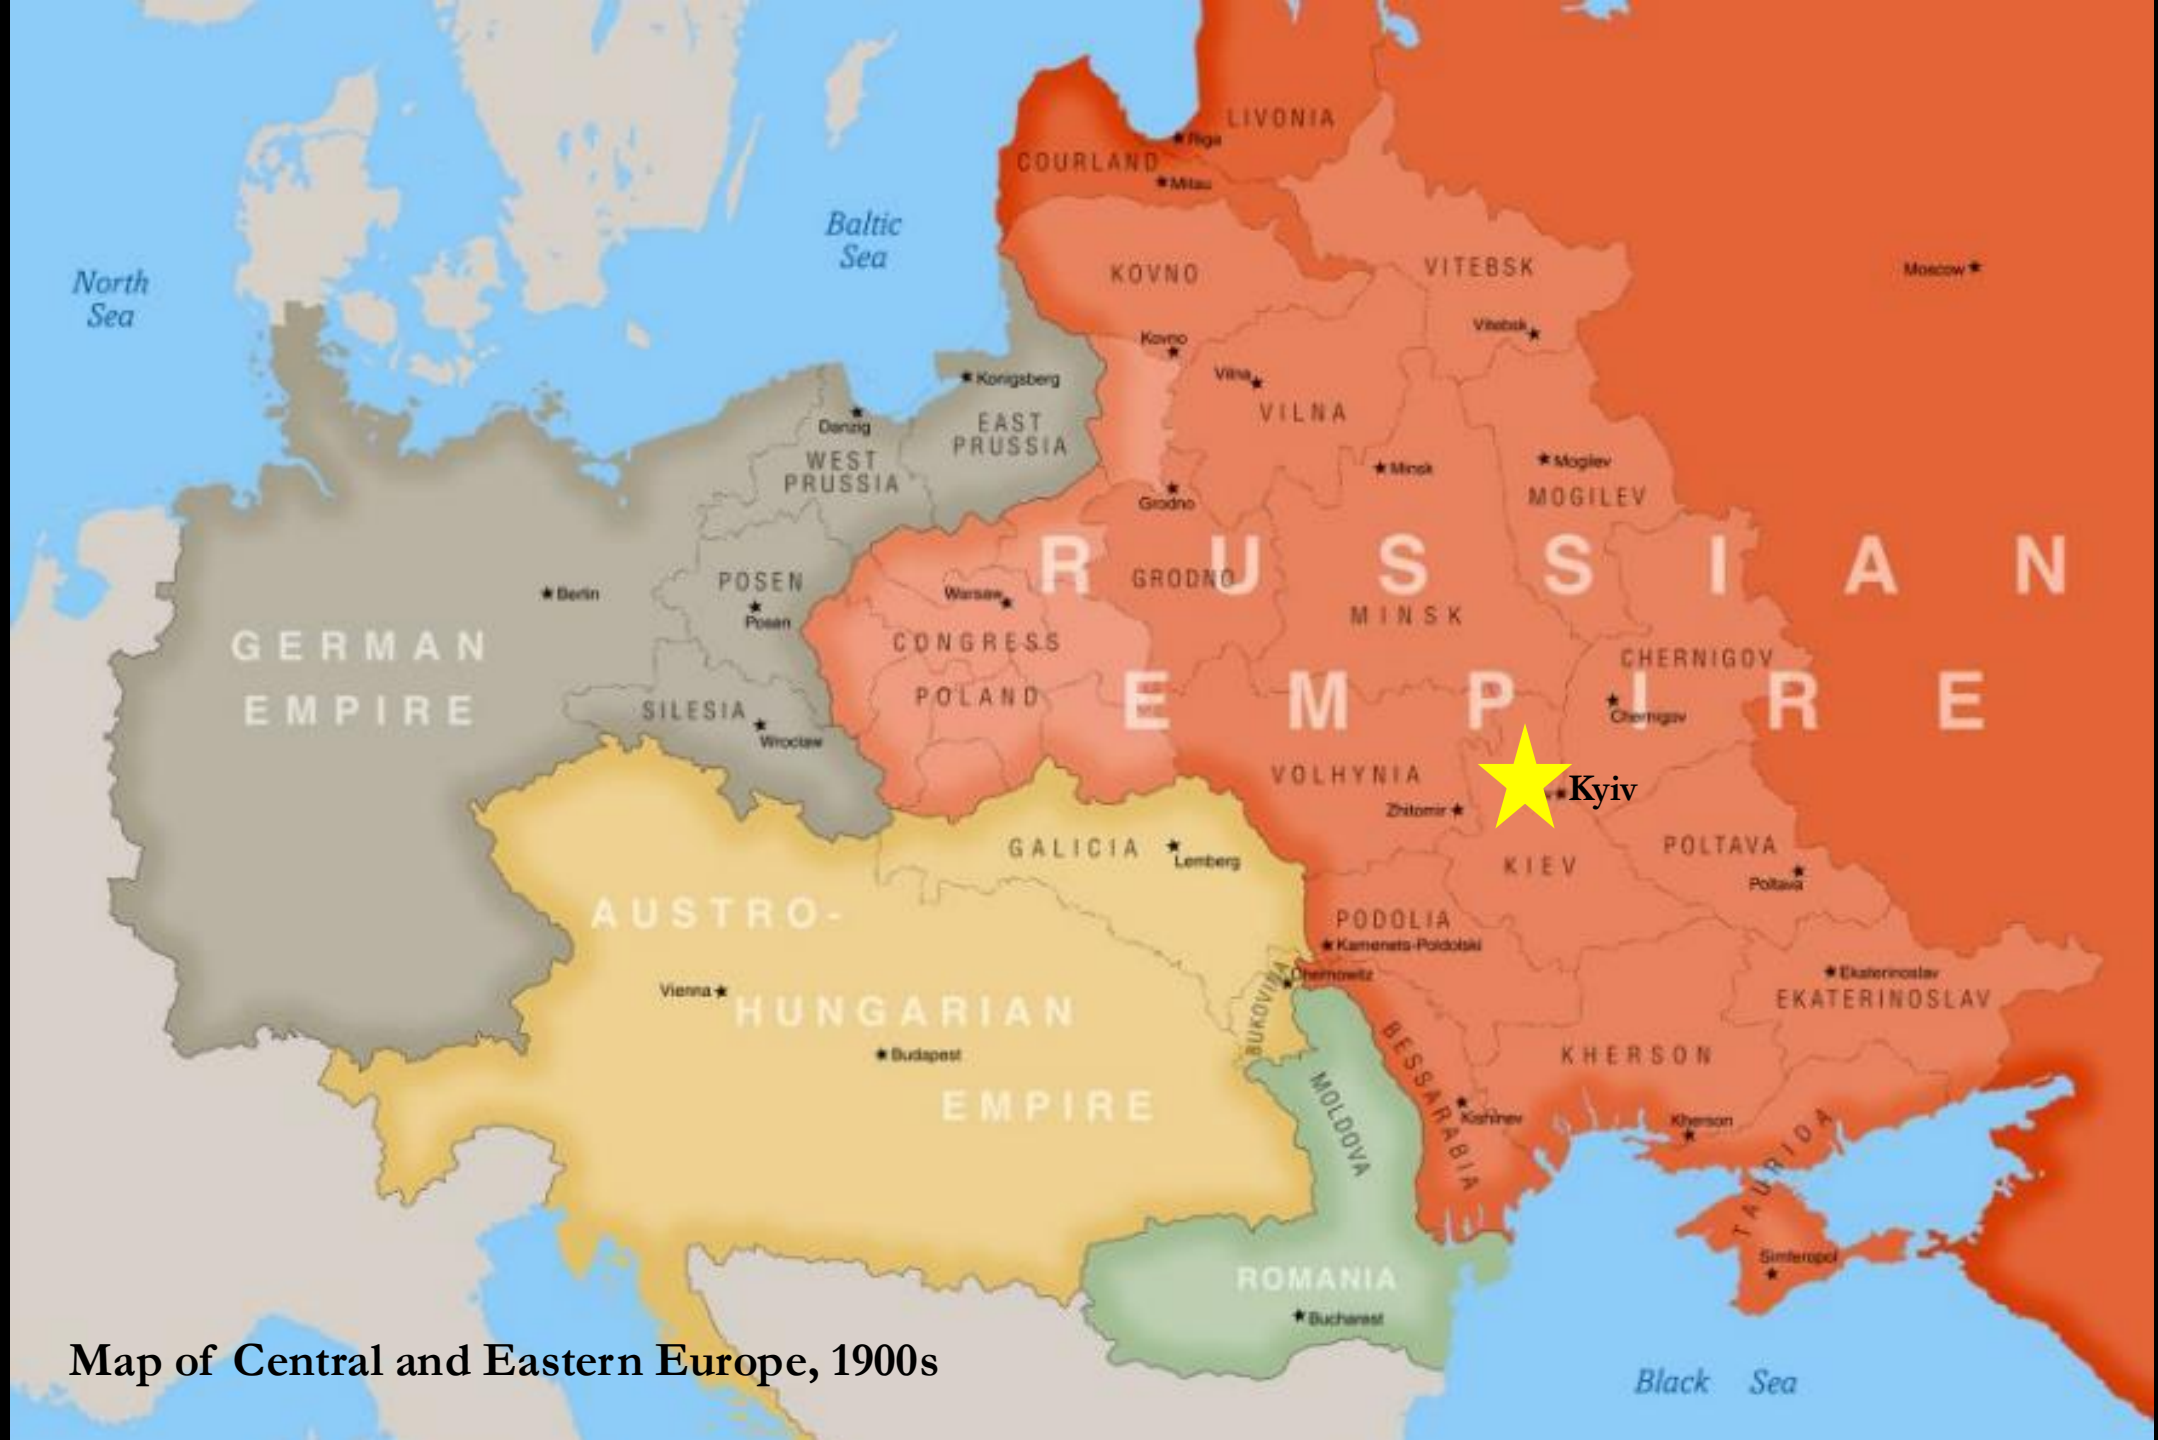 LIVONIA
Riga
COURLAND
Mitau
Baltic
Sea
North
Sea
KOVNO
VITEBSK
Moscow
Vitebsk
Kovno
Vilna
VILNA
Konigsberg
EAST
PRUSSIA
Danzig
WEST
PRUSSIA
Minsk
Mogilev
MOGILEV
Grodno
RUSSIAN
EMPIRE
GRODNO
MINSK
Berlin
POSEN
Posen
Warsaw
CONGRESS
POLAND
GERMAN
EMPIRE
SILESIA
Wroclaw
CHERNIGOV
Chernigov
VOLHYNIA
Zhitomir
Kyiv
GALICIA
Lemberg
KIEV
POLTAVA
Poltava
AUSTRO-
HUNGARIAN
EMPIRE
PODOLIA
Kamenets-Poldolski
Chernowitz
BUKOVINA
Vienna
Budapest
Ekaterinoslav
EKATERINOSLAV
BESSARABIA
KHERSON
MOLDOVA
Kishinev
Kherson
TAURIDA
Simferopol
ROMANIA
Bucharest
Black Sea
Map of Central and Eastern Europe, 1900s